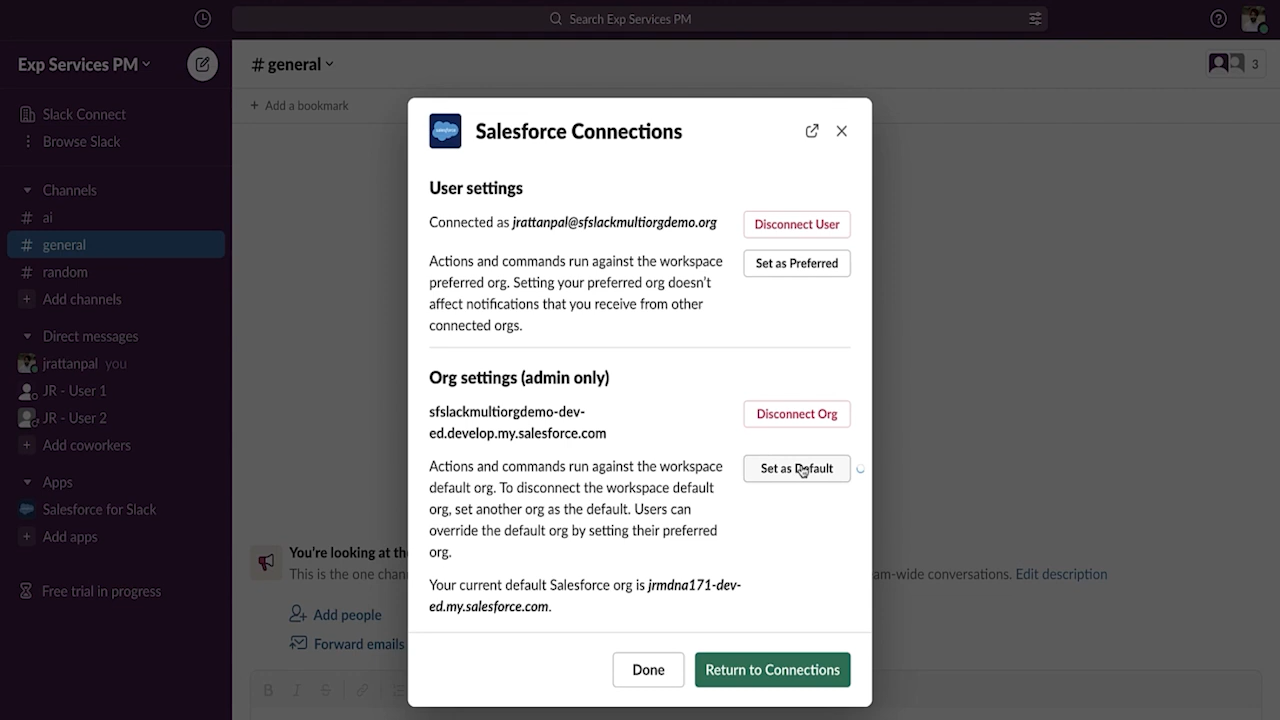 Search Exp Services PM
Exp Services PM
# general
3
Slack Connect
+ Add a bookmark
Browse Slack
Channels
# ai
# general
# random
+ Add channels
Direct messages
jrattanpal you
JR - User 1
JR - User 2
+ Add coworkers
Apps
Salesforce for Slack
+ Add apps
Free trial in progress
salesforce
Salesforce Connections
User settings
Connected as jrattanpal@sfslackmultiorgdemo.org
Disconnect User
Actions and commands run against the workspace
preferred org. Setting your preferred org doesn't
affect notifications that you receive from other
connected orgs.
Set as Preferred
Org settings (admin only)
sfslackmultiorgdemo-dev-
ed.develop.my.salesforce.com
Disconnect Org
Actions and commands run against the workspace
default org. To disconnect the workspace default
org, set another org as the default. Users can
override the default org by setting their preferred
org.
Set as Default
Your current default Salesforce org is jrmdna171-dev-
ed.my.salesforce.com.
Done
Return to Connections
You're looking at the
This is the one chan
am-wide conversations. Edit description
Add people
Forward emails
B I S